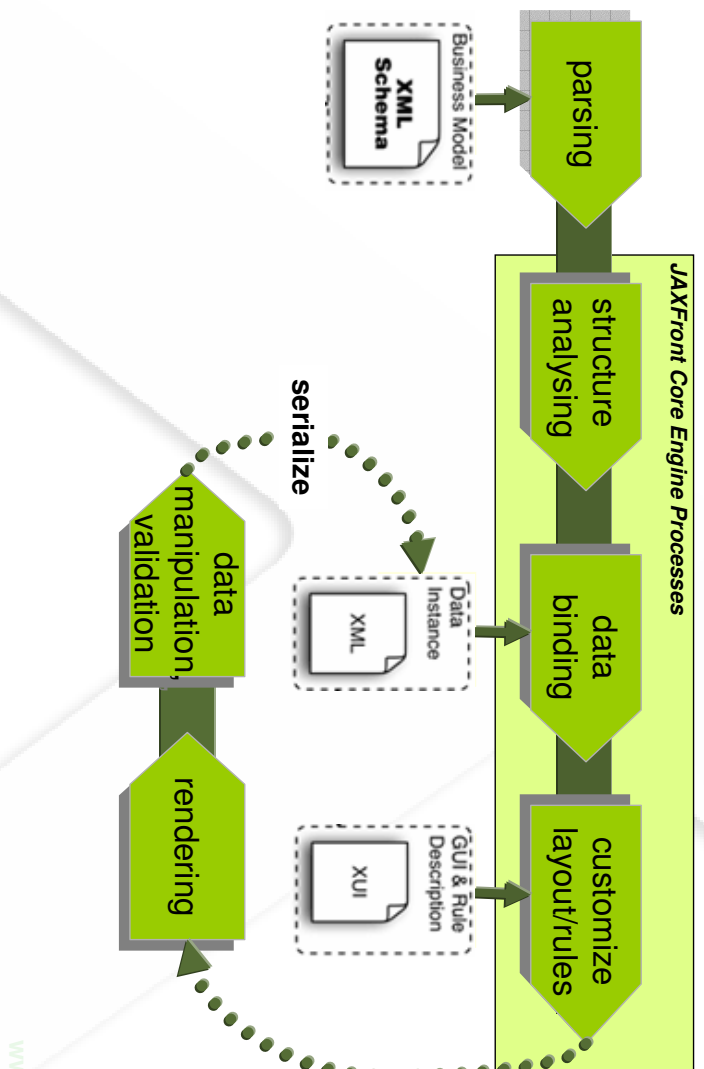 JAXFront Core Engine Processes
parsing
structure
analysing
data
binding
customize
layout/rules
Business Model
XML
Schema
Data
Instance
XML
GUI & Rule
Description
XUI
serialize
data
manipulation,
validation
rendering